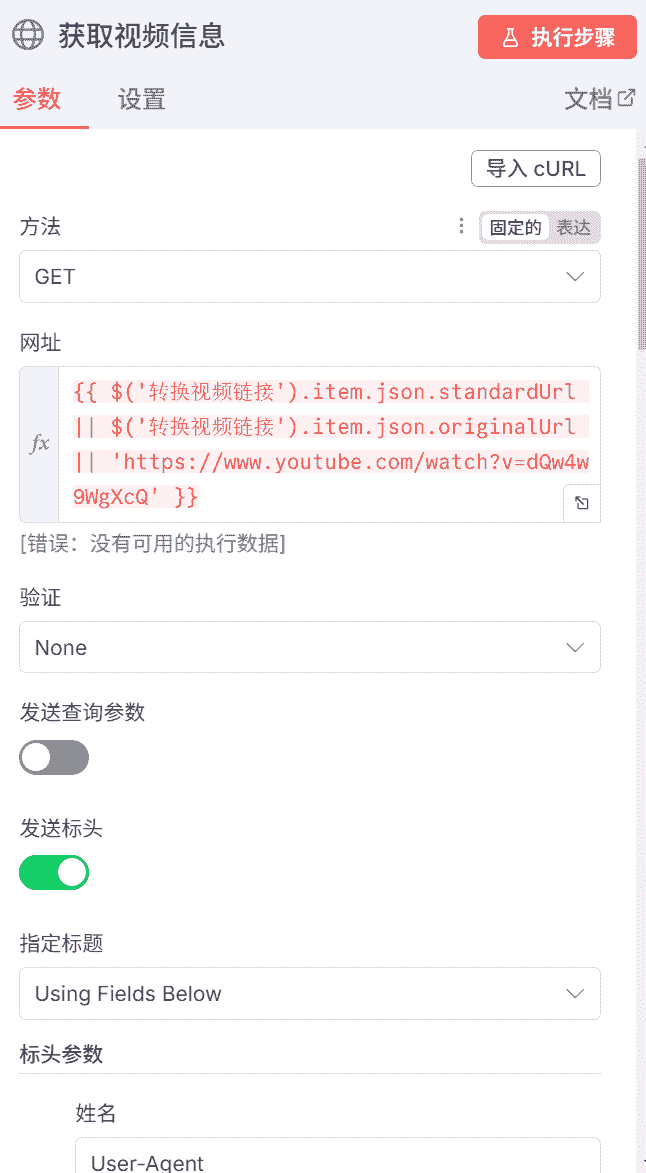 获取视频信息
执行步骤
参数
设置
文档
导入 cURL
方法
固定的
表达
GET
网址
fx
{{ $('转换视频链接').item.json.standardUrl
|| $('转换视频链接').item.json.originalUrl
|| 'https://www.youtube.com/watch?v=dQw4w
9WgXcQ' }}
[错误：没有可用的执行数据]
验证
None
发送查询参数
发送标头
指定标题
Using Fields Below
标头参数
姓名
User-Agent